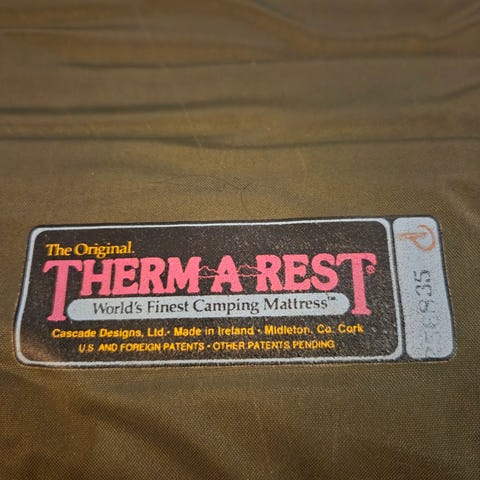 The Original.
THERM-A-REST®
World's Finest Camping Mattress™
Cascade Designs, Ltd. • Made in Ireland • Midleton, Co. Cork
U.S. AND FOREIGN PATENTS • OTHER PATENTS PENDING